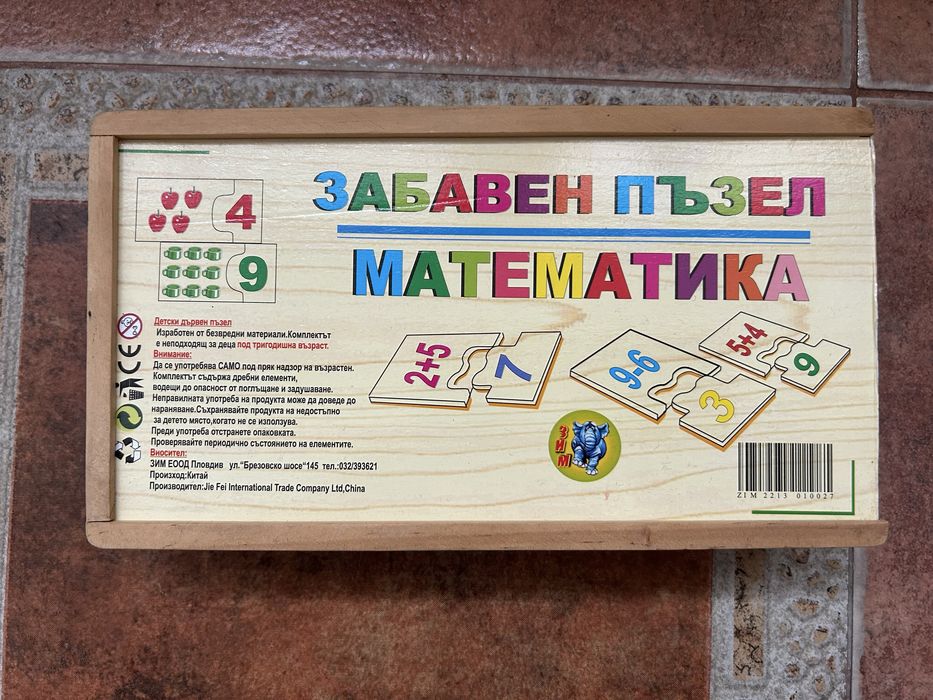 ЗАБАВЕН ПЪЗЕЛ
МАТЕМАТИКА
4
9
2+5
7
9-6
3
5+4
9
Детски дървен пъзел
Изработен от безвредни материали.Комплектът
е неподходящ за деца под тригодишна възраст.
Внимание:
Да се употребява САМО под пряк надзор на възрастен.
Комплектът съдържа дребни елементи,
водещи до опасност от поглъщане и задушаване.
Неправилната употреба на продукта може да доведе до
нараняване.Съхранявайте продукта на недостъпно
за детето място,когато не се използва.
Преди употреба отстранете опаковката.
Проверявайте периодично състоянието на елементите.
Вносител:
ЗИМ ЕООД Пловдив ул."Брезовско шосе"145 тел.:032/393621
Произход:Китай
Производител:Jie Fei International Trade Company Ltd,China
0-3
CE
ЗИМ
ZIM 2213 010027